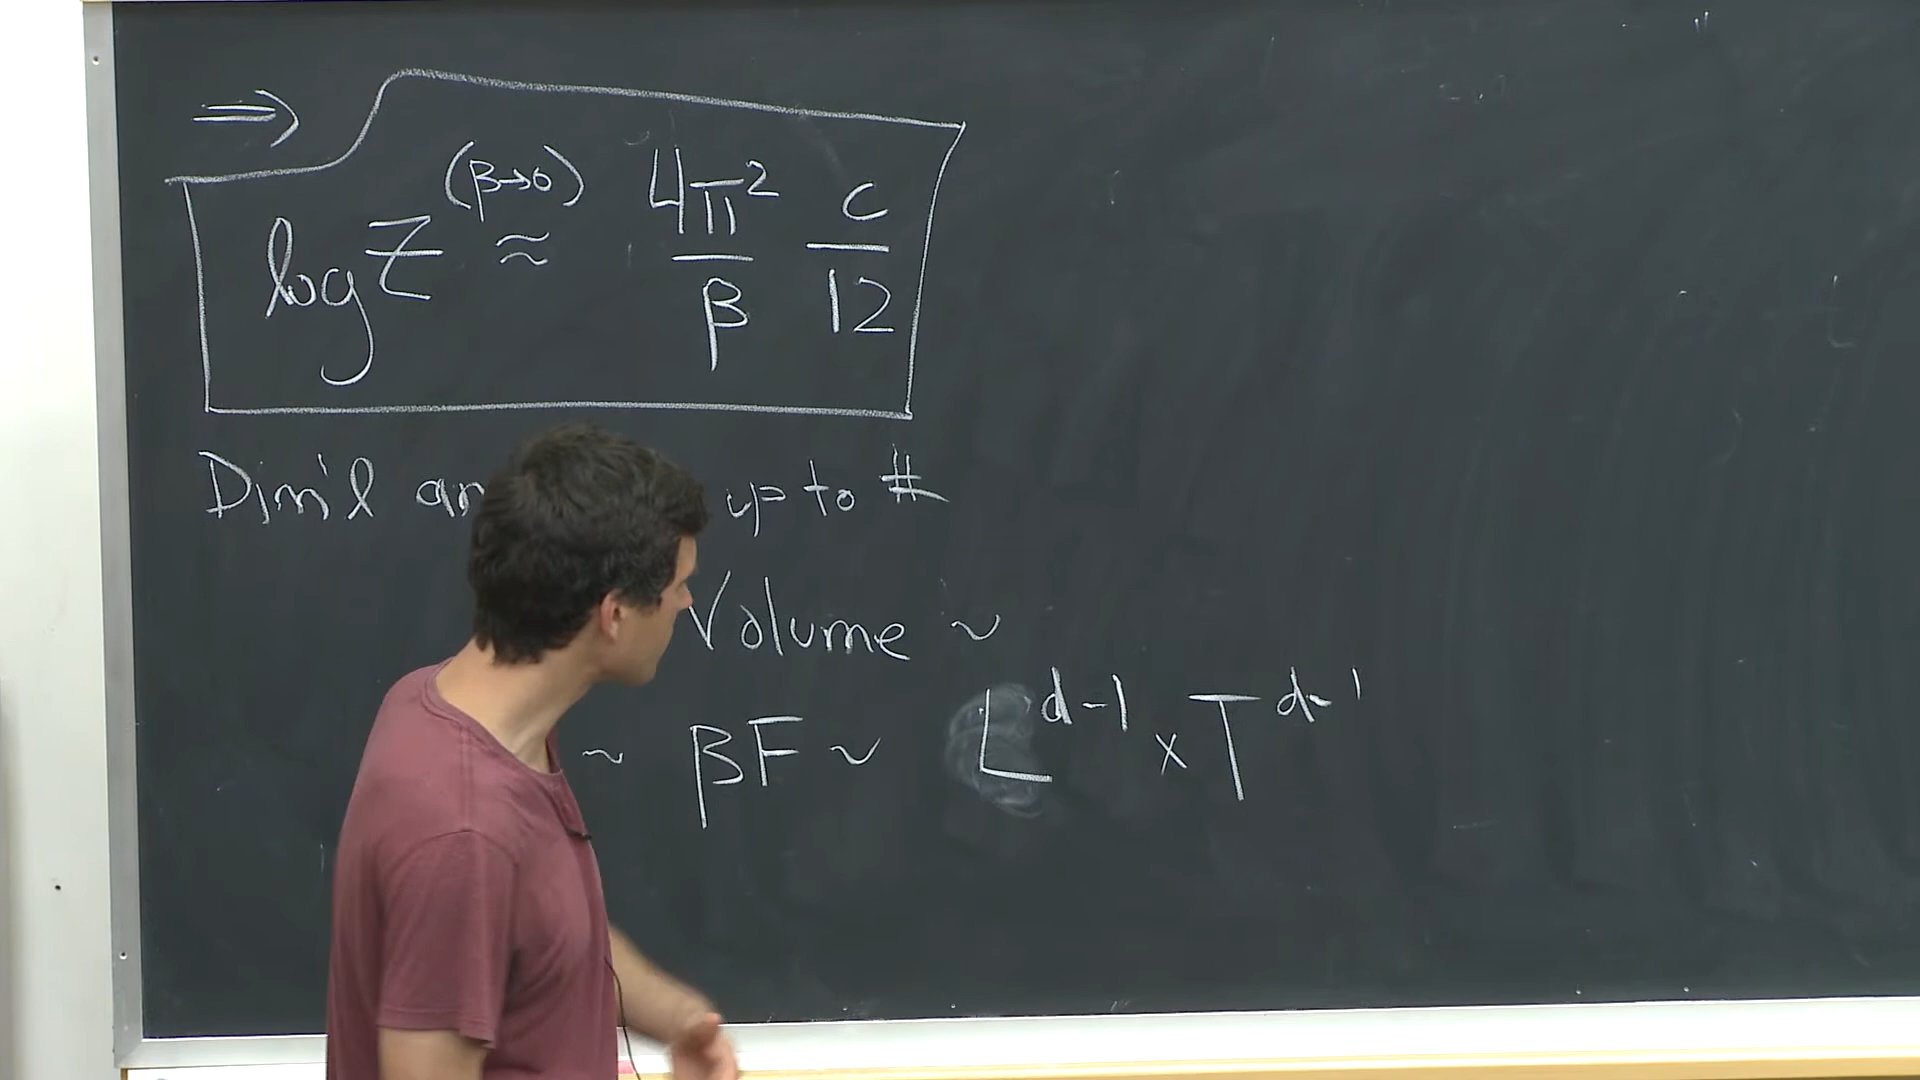 ⇒
log Z ≈ (β→0) 4π²/β c/12
Dim'l an up to #
Volume ~
~ βF ~ L^{d-1} × T^{d-1}